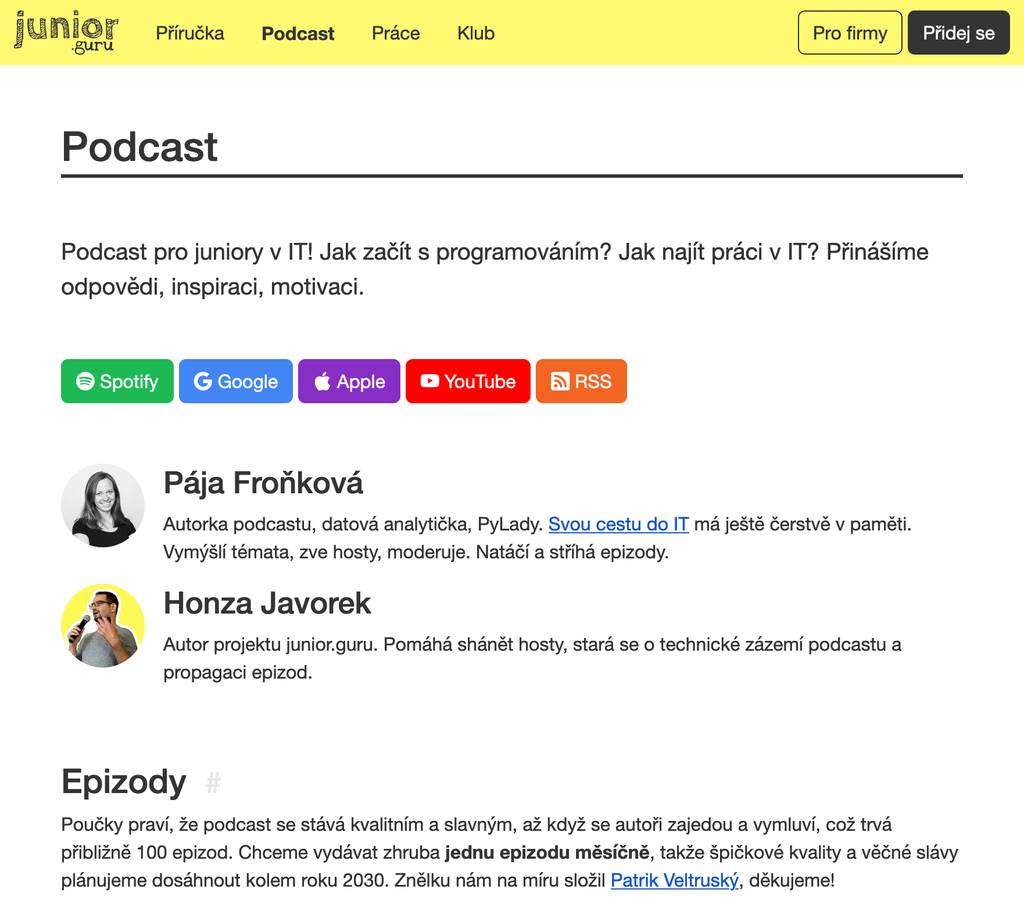 junior
.guru
Příručka
Podcast
Práce
Klub
Pro firmy
Přidej se
Podcast
Podcast pro juniory v IT! Jak začít s programováním? Jak najít práci v IT? Přinášíme
odpovědi, inspiraci, motivaci.
Spotify
Google
Apple
YouTube
RSS
Pája Froňková
Autorka podcastu, datová analytička, PyLady. Svou cestu do IT má ještě čerstvě v paměti.
Vymýšlí témata, zve hosty, moderuje. Natáčí a stříhá epizody.
Honza Javorek
Autor projektu junior.guru. Pomáhá shánět hosty, stará se o technické zázemí podcastu a
propagaci epizod.
Epizody #
Poučky praví, že podcast se stává kvalitním a slavným, až když se autoři zajedou a vymluví, což trvá
přibližně 100 epizod. Chceme vydávat zhruba jednu epizodu měsíčně, takže špičkové kvality a věčné slávy
plánujeme dosáhnout kolem roku 2030. Znělku nám na míru složil Patrik Veltruský, děkujeme!